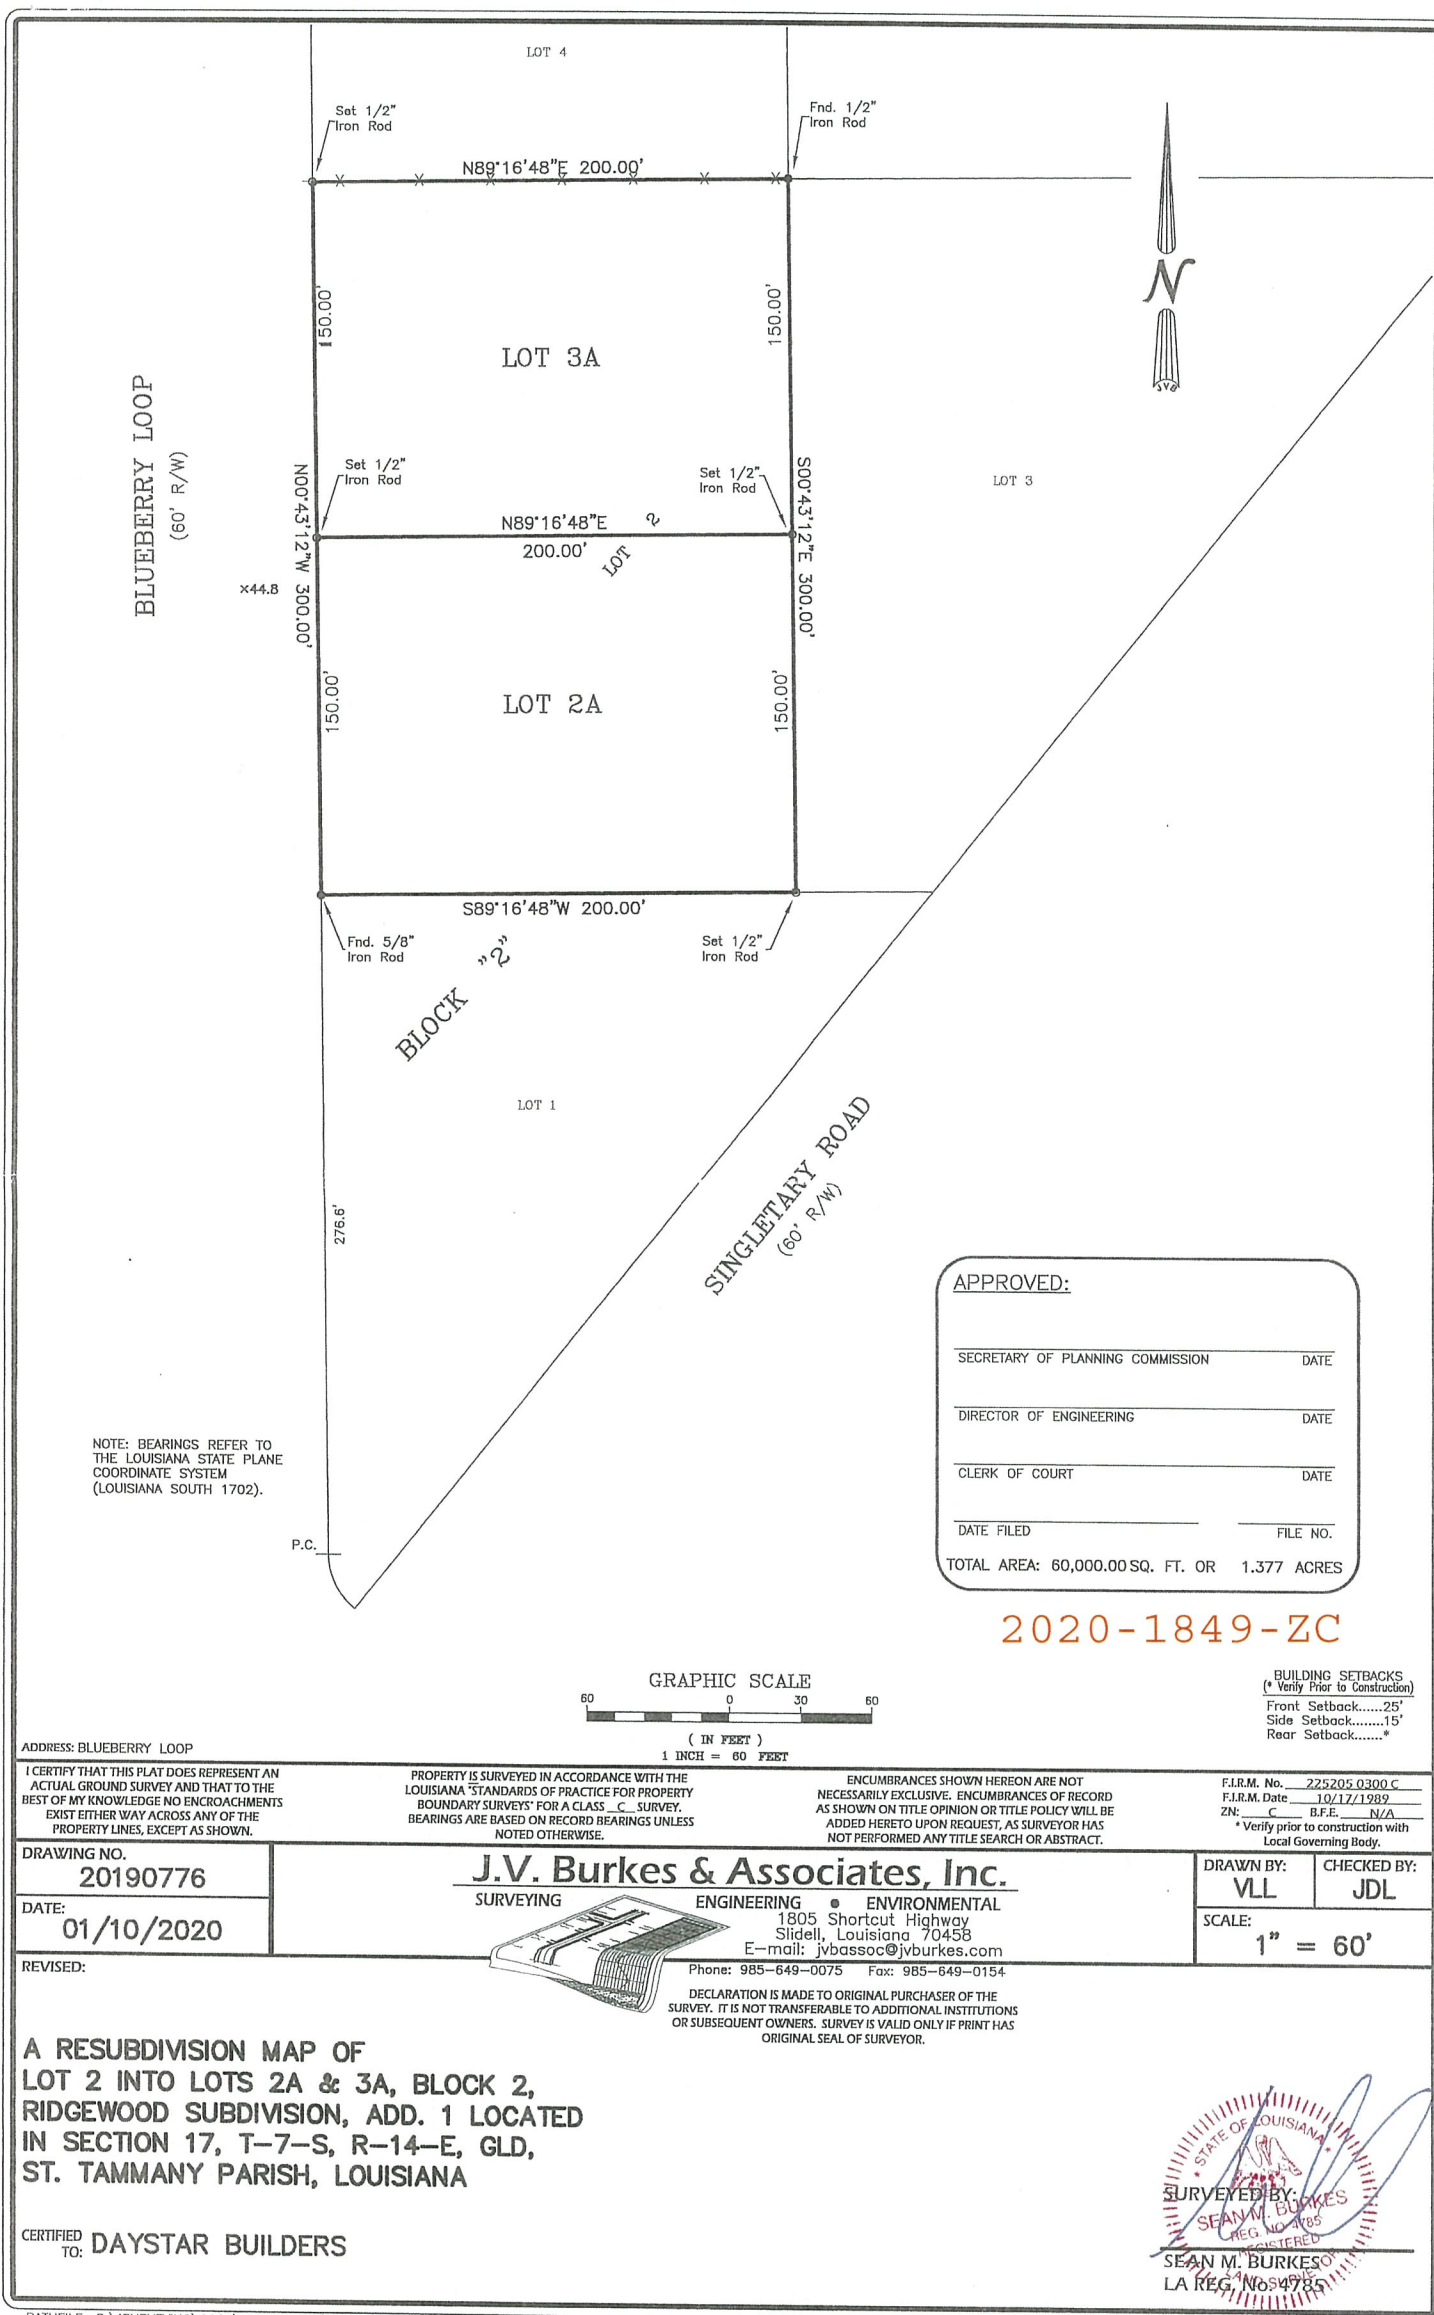 LOT 4
Set 1/2"
Iron Rod
Fnd. 1/2"
Iron Rod
N89°16'48"E 200.00'
150.00'
150.00'
N
JVB
LOT 3A
BLUEBERRY LOOP
(60' R/W)
Set 1/2"
Iron Rod
Set 1/2"
Iron Rod
N00°43'12"W 300.00'
S00°43'12"E 300.00'
LOT 3
N89°16'48"E
200.00'
LOT 2
×44.8
150.00'
150.00'
LOT 2A
S89°16'48"W 200.00'
Fnd. 5/8"
Iron Rod
Set 1/2"
Iron Rod
BLOCK "2"
LOT 1
276.6'
SINGLETARY ROAD
(60' R/W)
NOTE: BEARINGS REFER TO
THE LOUISIANA STATE PLANE
COORDINATE SYSTEM
(LOUISIANA SOUTH 1702).
P.C.
APPROVED:
SECRETARY OF PLANNING COMMISSION DATE
DIRECTOR OF ENGINEERING DATE
CLERK OF COURT DATE
DATE FILED FILE NO.
TOTAL AREA: 60,000.00 SQ. FT. OR 1.377 ACRES
2020-1849-ZC
GRAPHIC SCALE
60 0 30 60
( IN FEET )
1 INCH = 60 FEET
BUILDING SETBACKS
(* Verify Prior to Construction)
Front Setback......25'
Side Setback........15'
Rear Setback.......*
ADDRESS: BLUEBERRY LOOP
I CERTIFY THAT THIS PLAT DOES REPRESENT AN
ACTUAL GROUND SURVEY AND THAT TO THE
BEST OF MY KNOWLEDGE NO ENCROACHMENTS
EXIST EITHER WAY ACROSS ANY OF THE
PROPERTY LINES, EXCEPT AS SHOWN.
PROPERTY IS SURVEYED IN ACCORDANCE WITH THE
LOUISIANA "STANDARDS OF PRACTICE FOR PROPERTY
BOUNDARY SURVEYS" FOR A CLASS C SURVEY.
BEARINGS ARE BASED ON RECORD BEARINGS UNLESS
NOTED OTHERWISE.
ENCUMBRANCES SHOWN HEREON ARE NOT
NECESSARILY EXCLUSIVE. ENCUMBRANCES OF RECORD
AS SHOWN ON TITLE OPINION OR TITLE POLICY WILL BE
ADDED HERETO UPON REQUEST, AS SURVEYOR HAS
NOT PERFORMED ANY TITLE SEARCH OR ABSTRACT.
F.I.R.M. No. 225205 0300 C
F.I.R.M. Date 10/17/1989
ZN: C B.F.E. N/A
* Verify prior to construction with
Local Governing Body.
DRAWING NO.
20190776
DATE:
01/10/2020
REVISED:
J.V. Burkes & Associates, Inc.
SURVEYING ENGINEERING • ENVIRONMENTAL
1805 Shortcut Highway
Slidell, Louisiana 70458
E-mail: jvbassoc@jvburkes.com
Phone: 985-649-0075 Fax: 985-649-0154
DECLARATION IS MADE TO ORIGINAL PURCHASER OF THE
SURVEY. IT IS NOT TRANSFERABLE TO ADDITIONAL INSTITUTIONS
OR SUBSEQUENT OWNERS. SURVEY IS VALID ONLY IF PRINT HAS
ORIGINAL SEAL OF SURVEYOR.
DRAWN BY:
VLL
CHECKED BY:
JDL
SCALE:
1" = 60'
A RESUBDIVISION MAP OF
LOT 2 INTO LOTS 2A & 3A, BLOCK 2,
RIDGEWOOD SUBDIVISION, ADD. 1 LOCATED
IN SECTION 17, T-7-S, R-14-E, GLD,
ST. TAMMANY PARISH, LOUISIANA
CERTIFIED
TO: DAYSTAR BUILDERS
STATE OF LOUISIANA
SURVEYED BY:
SEAN M. BURKES
REG. NO. 4785
REGISTERED
LAND SURVEYOR
SEAN M. BURKES
LA REG. No. 4785